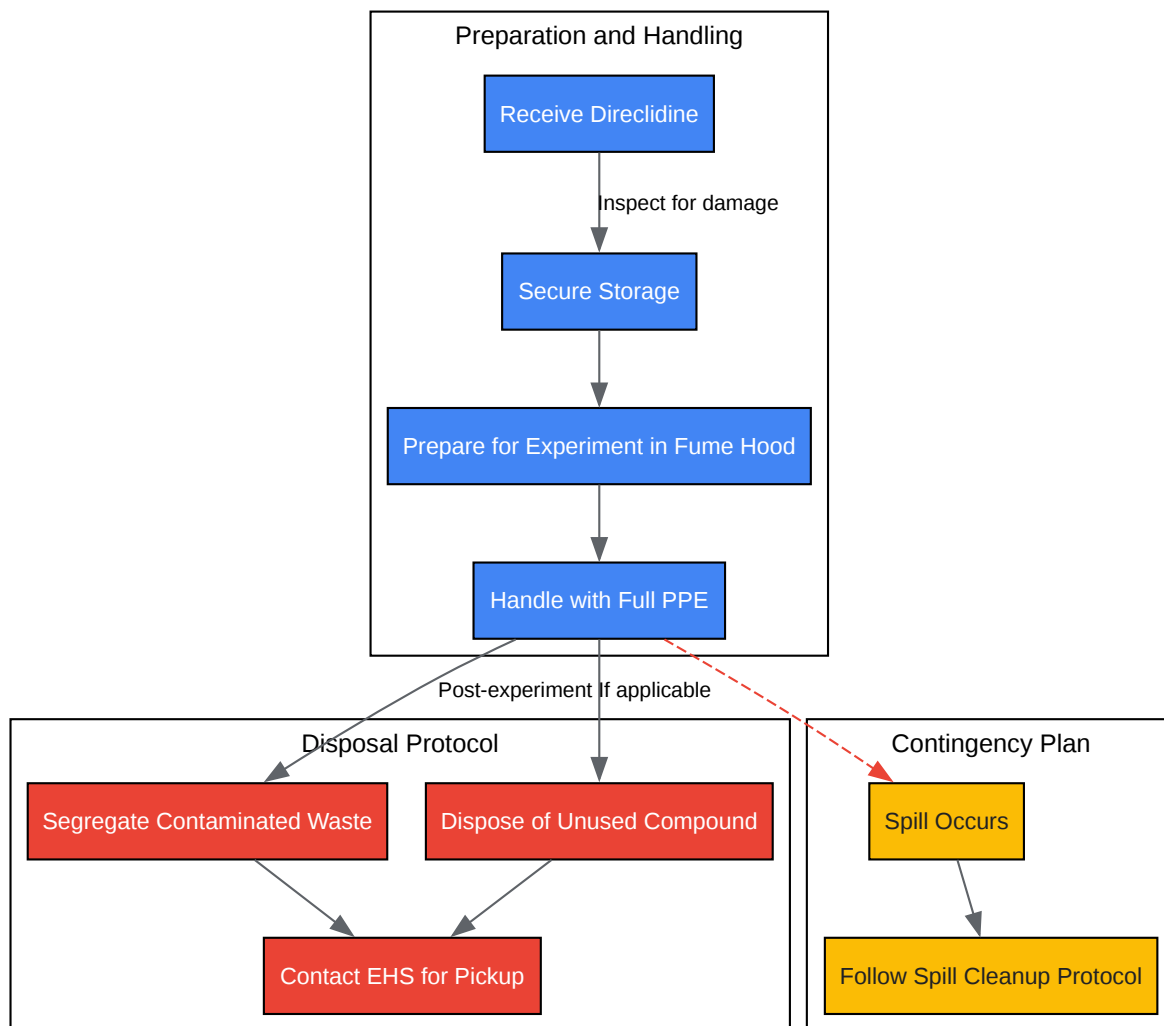 Preparation and Handling
Receive Direclidine
Inspect for damage
Secure Storage
Prepare for Experiment in Fume Hood
Handle with Full PPE
Post-experiment
If applicable
Disposal Protocol
Contingency Plan
Segregate Contaminated Waste
Dispose of Unused Compound
Spill Occurs
Contact EHS for Pickup
Follow Spill Cleanup Protocol